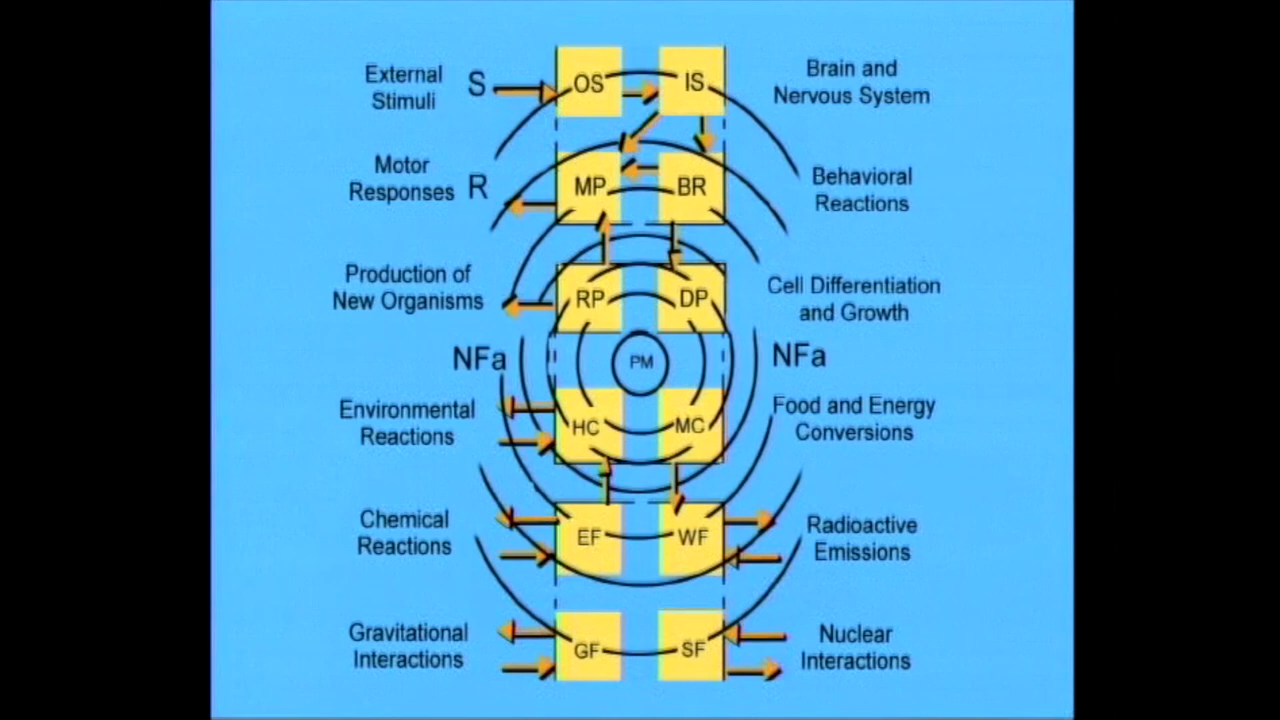 External
Stimuli
S
OS
IS
Brain and
Nervous System
Motor
Responses
R
MP
BR
Behavioral
Reactions
Production of
New Organisms
RP
DP
Cell Differentiation
and Growth
NFa
PM
NFa
Environmental
Reactions
HC
MC
Food and Energy
Conversions
Chemical
Reactions
EF
WF
Radioactive
Emissions
Gravitational
Interactions
GF
SF
Nuclear
Interactions